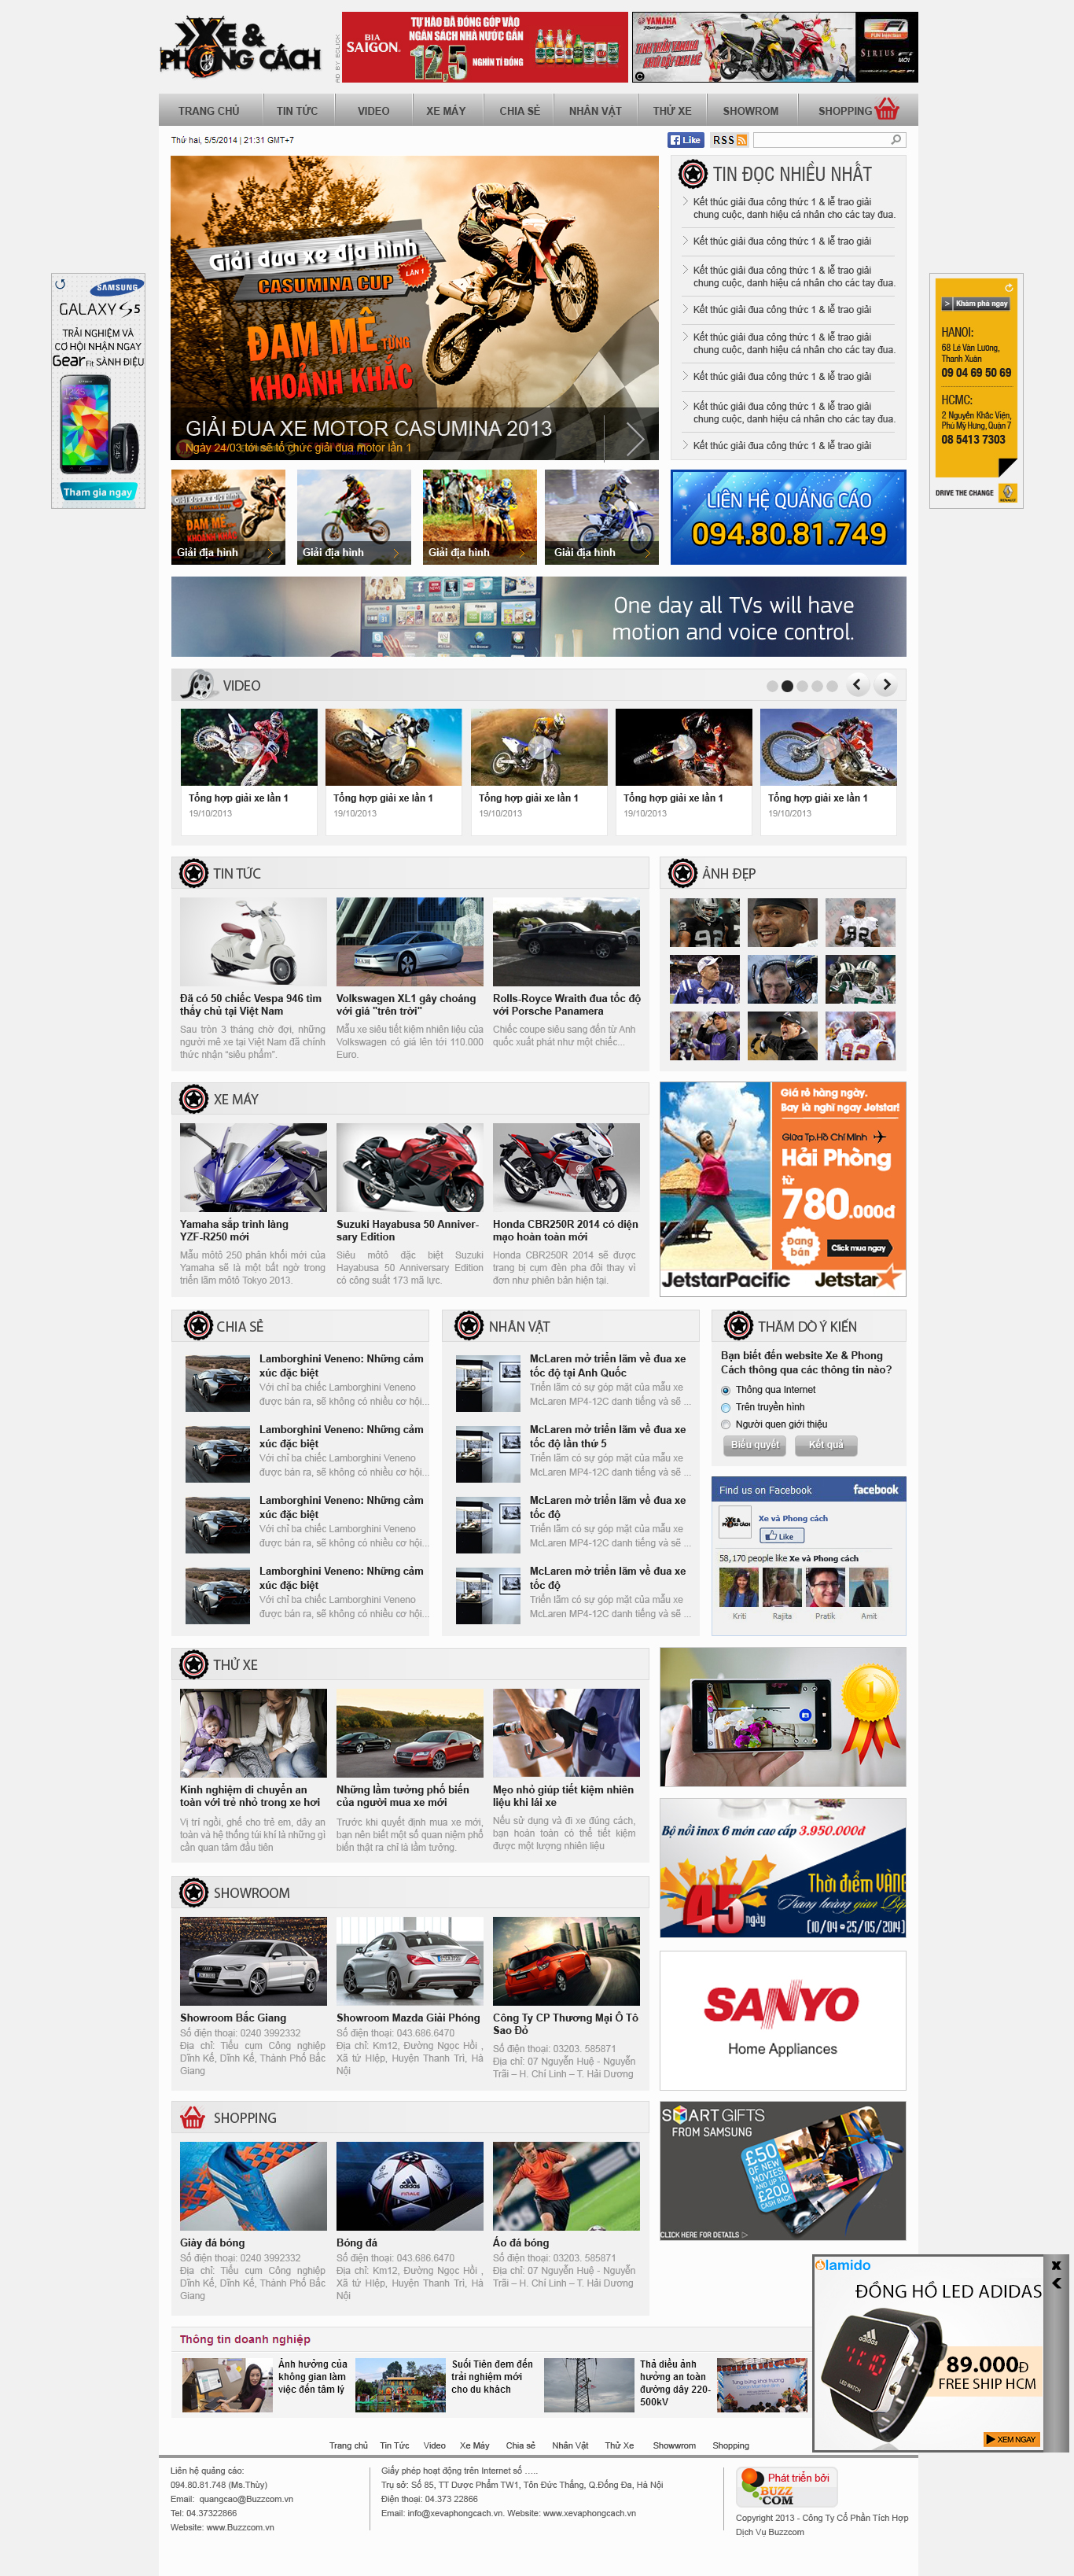 XE &
PHONG CÁCH
AD BY ECLICK
BIA
SAIGON
TỰ HÀO ĐÃ ĐÓNG GÓP VÀO
NGÂN SÁCH NHÀ NƯỚC GẦN
12,5 NGHÌN TỈ ĐỒNG
YAMAHA
Fi
FUEL INJECTION
SIRIUS
MỚI
TRANG CHỦ
TIN TỨC
VIDEO
XE MÁY
CHIA SẺ
NHÂN VẬT
THỬ XE
SHOWROM
SHOPPING
Thứ hai, 5/5/2014 | 21:31 GMT+7
Like
RSS
Giải đua xe địa hình
CASUMINA CUP
LẦN 1
ĐAM MÊ TỪNG
KHOẢNH KHẮC
GIẢI ĐUA XE MOTOR CASUMINA 2013
Ngày 24/03 tới sẽ tổ chức giải đua motor lần 1
TIN ĐỌC NHIỀU NHẤT
Kết thúc giải đua công thức 1 & lễ trao giải
chung cuộc, danh hiệu cá nhân cho các tay đua.
Kết thúc giải đua công thức 1 & lễ trao giải
Kết thúc giải đua công thức 1 & lễ trao giải
chung cuộc, danh hiệu cá nhân cho các tay đua.
Kết thúc giải đua công thức 1 & lễ trao giải
Kết thúc giải đua công thức 1 & lễ trao giải
chung cuộc, danh hiệu cá nhân cho các tay đua.
Kết thúc giải đua công thức 1 & lễ trao giải
Kết thúc giải đua công thức 1 & lễ trao giải
chung cuộc, danh hiệu cá nhân cho các tay đua.
Kết thúc giải đua công thức 1 & lễ trao giải
SAMSUNG
GALAXY S5
TRẢI NGHIỆM VÀ
CƠ HỘI NHẬN NGAY
Gear Fit SÀNH ĐIỆU
Tham gia ngay
Khám phá ngay
HANOI:
68 Lê Văn Lương,
Thanh Xuân
09 04 69 50 69
HCMC:
2 Nguyễn Khắc Viện,
Phú Mỹ Hưng, Quận 7
08 5413 7303
DRIVE THE CHANGE
RENAULT
Giải địa hình
Giải địa hình
Giải địa hình
Giải địa hình
LIÊN HỆ QUẢNG CÁO
094.80.81.749
One day all TVs will have
motion and voice control.
VIDEO
Tổng hợp giải xe lần 1
19/10/2013
Tổng hợp giải xe lần 1
19/10/2013
Tổng hợp giải xe lần 1
19/10/2013
Tổng hợp giải xe lần 1
19/10/2013
Tổng hợp giải xe lần 1
19/10/2013
TIN TỨC
Đã có 50 chiếc Vespa 946 tìm
thấy chủ tại Việt Nam
Sau tròn 3 tháng chờ đợi, những
người mê xe tại Việt Nam đã chính
thức nhận “siêu phẩm”.
Volkswagen XL1 gây choáng
với giá "trên trời"
Mẫu xe siêu tiết kiệm nhiên liệu của
Volkswagen có giá lên tới 110.000
Euro.
Rolls-Royce Wraith đua tốc độ
với Porsche Panamera
Chiếc coupe siêu sang đến từ Anh
quốc xuất phát như một chiếc...
ẢNH ĐẸP
XE MÁY
Yamaha sắp trình làng
YZF-R250 mới
Mẫu môtô 250 phân khối mới của
Yamaha sẽ là một bất ngờ trong
triển lãm môtô Tokyo 2013.
Suzuki Hayabusa 50 Anniver-
sary Edition
Siêu môtô đặc biệt Suzuki
Hayabusa 50 Anniversary Edition
có công suất 173 mã lực.
Honda CBR250R 2014 có diện
mạo hoàn toàn mới
Honda CBR250R 2014 sẽ được
trang bị cụm đèn pha đôi thay vì
đơn như phiên bản hiện tại.
Giá rẻ hàng ngày.
Bay là nghĩ ngay Jetstar!
Giữa Tp.Hồ Chí Minh
Hải Phòng
từ
780.000đ
Đang bán
Click mua ngay
JetstarPacific
Jetstar
CHIA SẺ
Lamborghini Veneno: Những cảm
xúc đặc biệt
Với chỉ ba chiếc Lamborghini Veneno
được bán ra, sẽ không có nhiều cơ hội...
Lamborghini Veneno: Những cảm
xúc đặc biệt
Với chỉ ba chiếc Lamborghini Veneno
được bán ra, sẽ không có nhiều cơ hội...
Lamborghini Veneno: Những cảm
xúc đặc biệt
Với chỉ ba chiếc Lamborghini Veneno
được bán ra, sẽ không có nhiều cơ hội...
Lamborghini Veneno: Những cảm
xúc đặc biệt
Với chỉ ba chiếc Lamborghini Veneno
được bán ra, sẽ không có nhiều cơ hội...
NHÂN VẬT
McLaren mở triển lãm về đua xe
tốc độ tại Anh Quốc
Triển lãm có sự góp mặt của mẫu xe
McLaren MP4-12C danh tiếng và sẽ ...
McLaren mở triển lãm về đua xe
tốc độ lần thứ 5
Triển lãm có sự góp mặt của mẫu xe
McLaren MP4-12C danh tiếng và sẽ ...
McLaren mở triển lãm về đua xe
tốc độ
Triển lãm có sự góp mặt của mẫu xe
McLaren MP4-12C danh tiếng và sẽ ...
McLaren mở triển lãm về đua xe
tốc độ
Triển lãm có sự góp mặt của mẫu xe
McLaren MP4-12C danh tiếng và sẽ ...
THĂM DÒ Ý KIẾN
Bạn biết đến website Xe & Phong
Cách thông qua các thông tin nào?
Thông qua Internet
Trên truyền hình
Người quen giới thiệu
Biểu quyết
Kết quả
Find us on Facebook
facebook
Xe và Phong cách
Like
58,170 people like Xe và Phong cách
Kriti
Rajita
Pratik
Amit
THỬ XE
Kinh nghiệm di chuyển an
toàn với trẻ nhỏ trong xe hơi
Vị trí ngồi, ghế cho trẻ em, dây an
toàn và hệ thống túi khí là những gì
cần quan tâm đầu tiên
Những lầm tưởng phổ biến
của người mua xe mới
Trước khi quyết định mua xe mới,
bạn nên biết một số quan niệm phổ
biến thật ra chỉ là lầm tưởng.
Mẹo nhỏ giúp tiết kiệm nhiên
liệu khi lái xe
Nếu sử dụng và đi xe đúng cách,
bạn hoàn toàn có thể tiết kiệm
được một lượng nhiên liệu
Bộ nồi inox 6 món cao cấp 3.950.000đ
45 ngày
Thời điểm VÀNG
Trang hoàng gian Bếp
(10/04 - 25/05/2014)
SHOWROOM
Showroom Bắc Giang
Số điện thoại: 0240 3992332
Địa chỉ: Tiểu cụm Công nghiệp
Dĩnh Kế, Dĩnh Kế, Thành Phố Bắc
Giang
Showroom Mazda Giải Phóng
Số điện thoại: 043.686.6470
Địa chỉ: Km12, Đường Ngọc Hồi ,
Xã tứ Hiệp, Huyện Thanh Trì, Hà
Nội
Công Ty CP Thương Mại Ô Tô
Sao Đỏ
Số điện thoại: 03203. 585871
Địa chỉ: 07 Nguyễn Huệ - Nguyễn
Trãi – H. Chí Linh – T. Hải Dương
SANYO
Home Appliances
SHOPPING
Giày đá bóng
Số điện thoại: 0240 3992332
Địa chỉ: Tiểu cụm Công nghiệp
Dĩnh Kế, Dĩnh Kế, Thành Phố Bắc
Giang
Bóng đá
Số điện thoại: 043.686.6470
Địa chỉ: Km12, Đường Ngọc Hồi ,
Xã tứ Hiệp, Huyện Thanh Trì, Hà
Nội
Áo đá bóng
Số điện thoại: 03203. 585871
Địa chỉ: 07 Nguyễn Huệ - Nguyễn
Trãi – H. Chí Linh – T. Hải Dương
SMART GIFTS
FROM SAMSUNG
£50
OF NEW
MOVIES
AND UP TO
£200
CASH BACK
CLICK HERE FOR DETAILS
lamido
ĐỒNG HỒ LED ADIDAS
adidas
89.000Đ
FREE SHIP HCM
XEM NGAY
Thông tin doanh nghiệp
Ảnh hưởng của
không gian làm
việc đến tâm lý
Suối Tiên đem đến
trải nghiệm mới
cho du khách
Thả diều ảnh
hưởng an toàn
đường dây 220-
500kV
Trang chủ
Tin Tức
Video
Xe Máy
Chia sẻ
Nhân Vật
Thử Xe
Showwrom
Shopping
Liên hệ quảng cáo:
094.80.81.748 (Ms.Thùy)
Email: quangcao@Buzzcom.vn
Tel: 04.37322866
Website: www.Buzzcom.vn
Giấy phép hoạt động trên Internet số …..
Trụ sở: Số 85, TT Dược Phẩm TW1, Tôn Đức Thắng, Q.Đống Đa, Hà Nội
Điện thoại: 04.373 22866
Email: info@xevaphongcach.vn. Website: www.xevaphongcach.vn
Phát triển bởi
BUZZ
COM
Copyright 2013 - Công Ty Cổ Phần Tích Hợp
Dịch Vụ Buzzcom